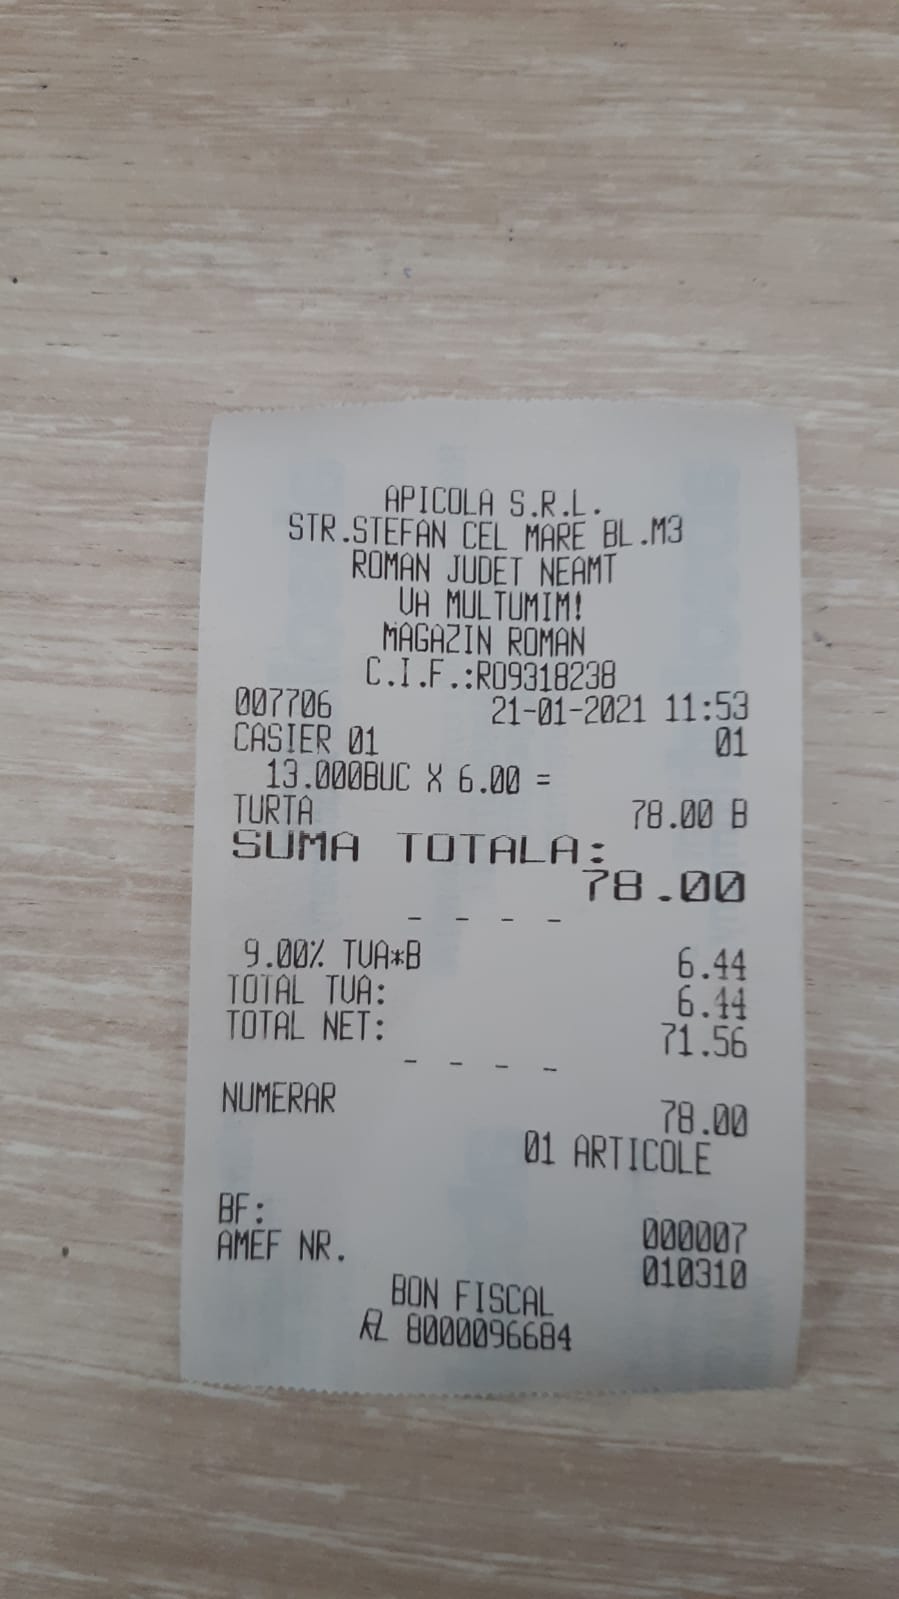 APICOLA S.R.L.
STR.STEFAN CEL MARE BL.M3
ROMAN JUDET NEAMT
VA MULTUMIM!
MAGAZIN ROMAN
C.I.F.:RO9318238
007706 21-01-2021 11:53
CASIER 01 01
13.000BUC X 6.00 =
TURTA 78.00 B
SUMA TOTALA:
78.00
- - - -
9.00% TVA*B 6.44
TOTAL TVA: 6.44
TOTAL NET: 71.56
- - - -
NUMERAR 78.00
01 ARTICOLE
BF: 000007
AMEF NR. 010310
BON FISCAL
8000096684